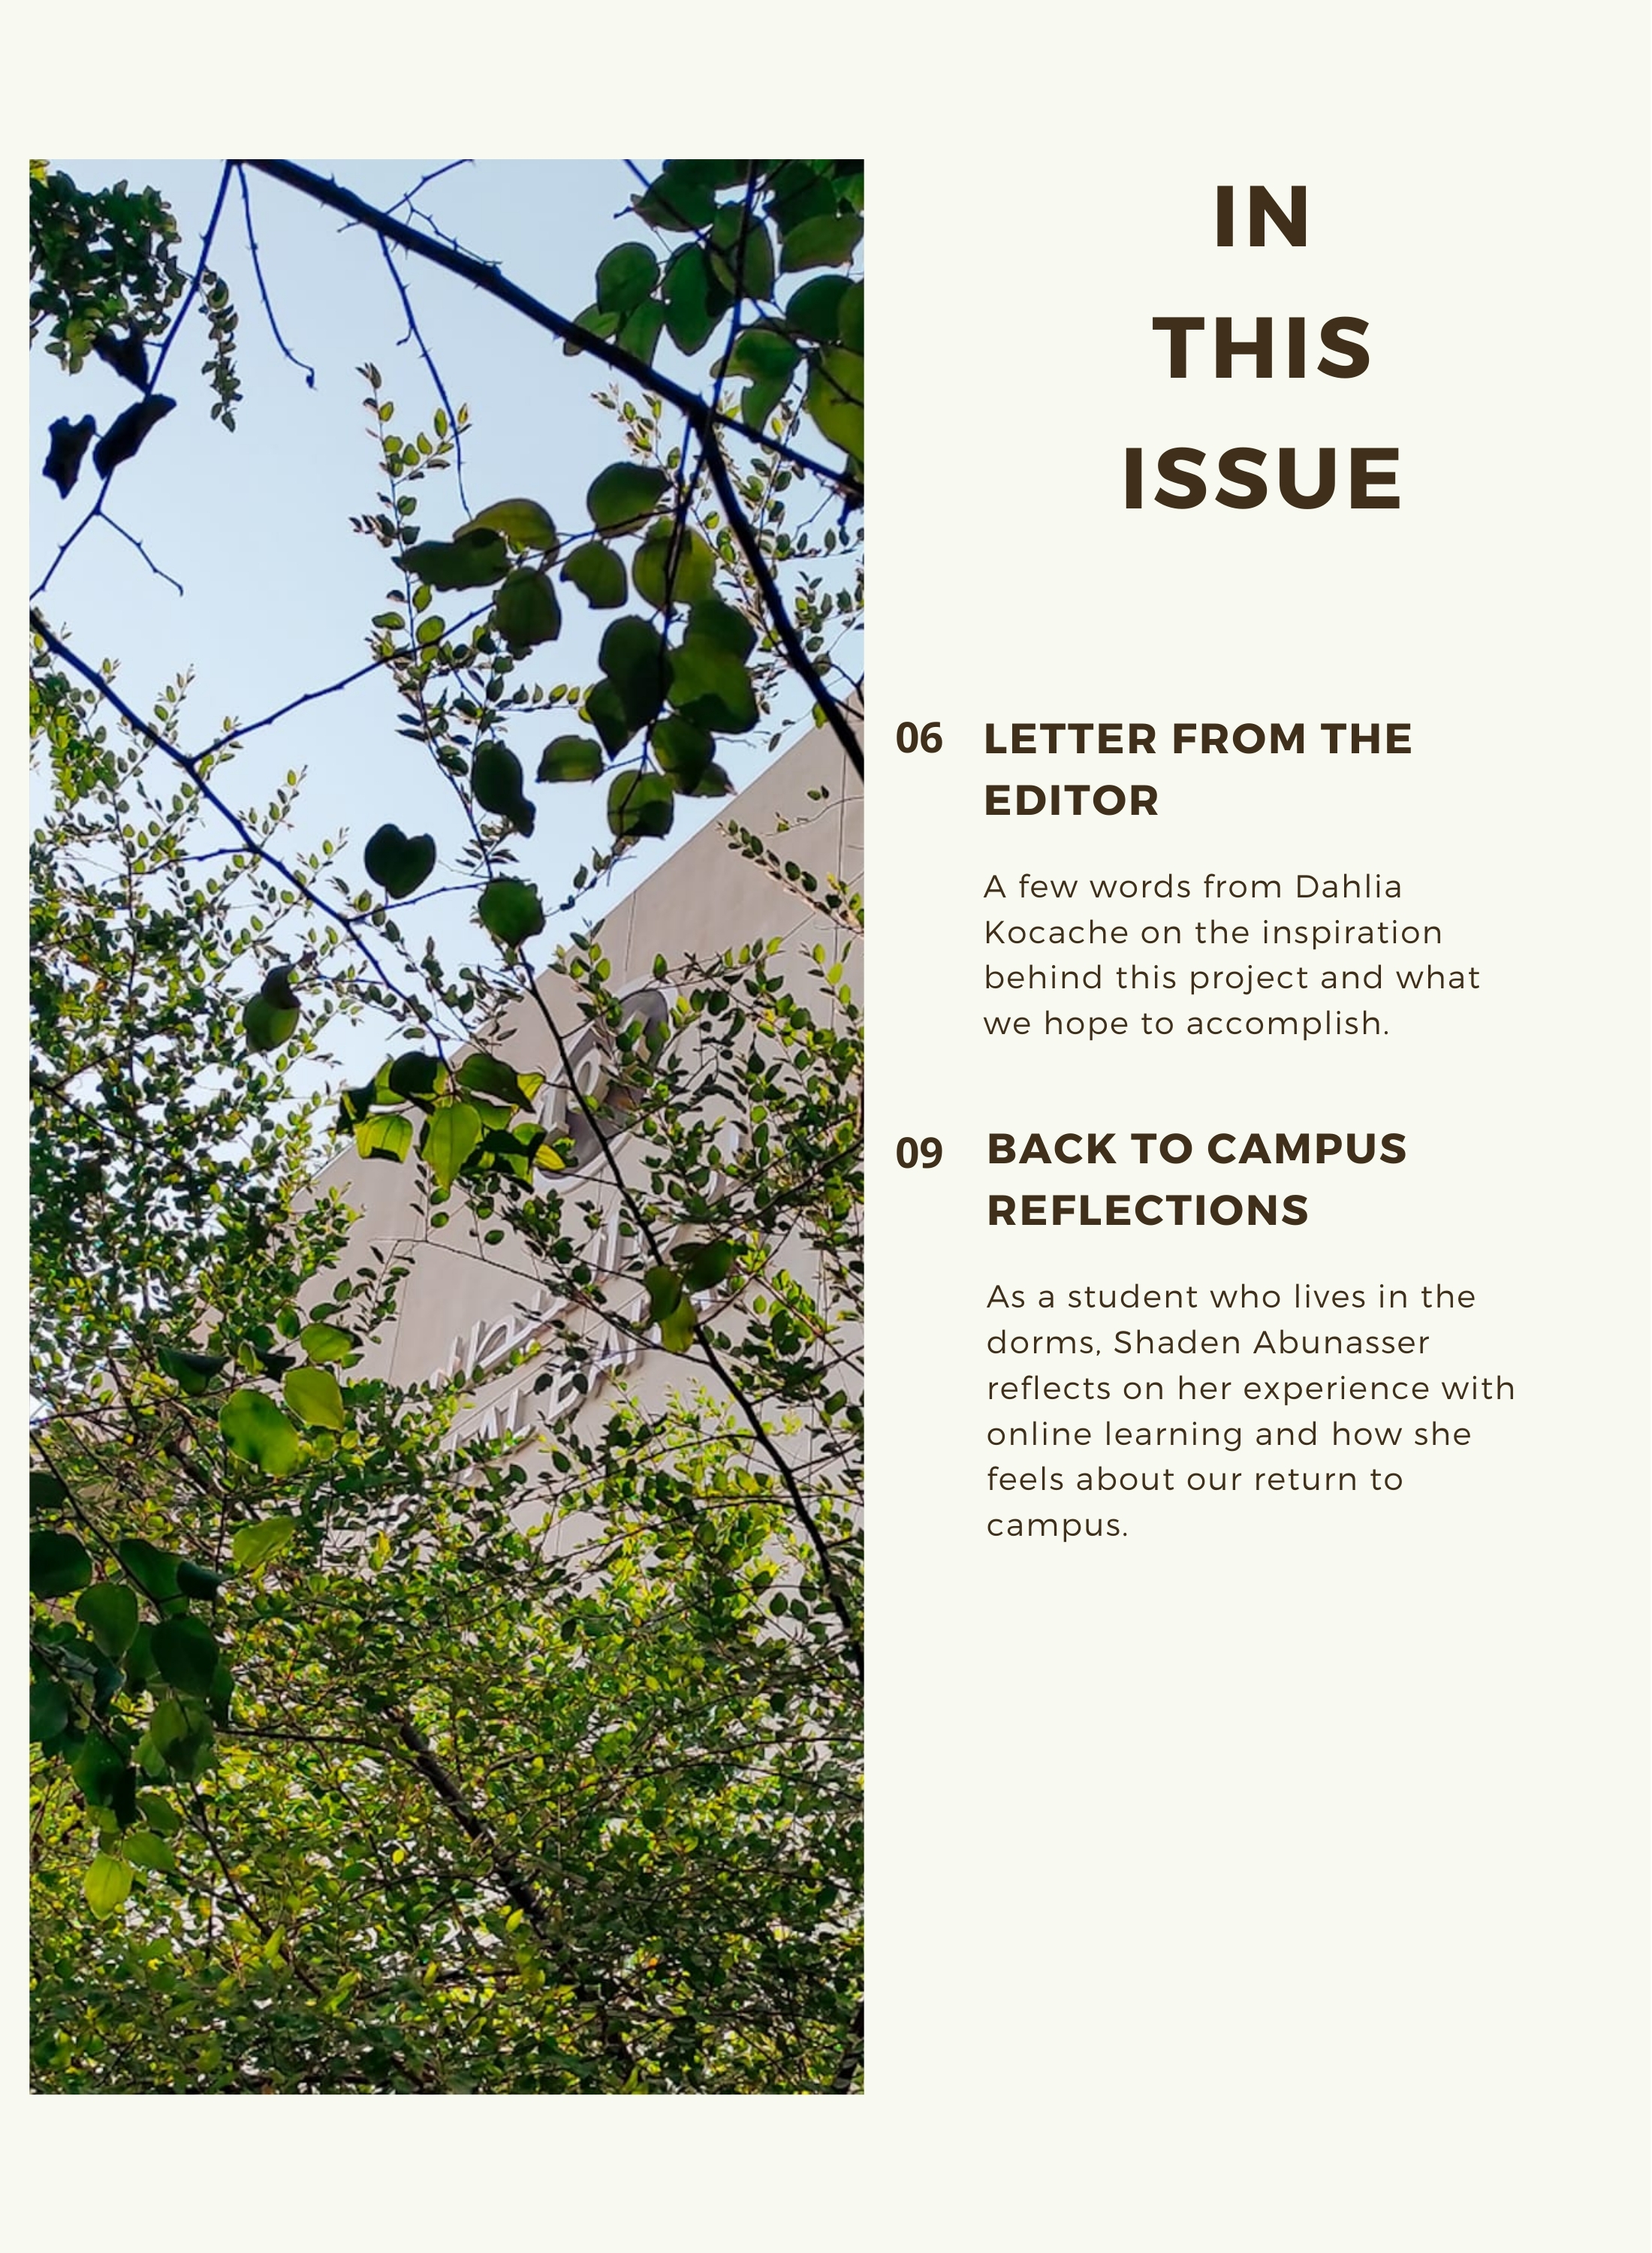 IN
THIS
ISSUE
06 LETTER FROM THE
EDITOR
A few words from Dahlia
Kocache on the inspiration
behind this project and what
we hope to accomplish.
09 BACK TO CAMPUS
REFLECTIONS
As a student who lives in the
dorms, Shaden Abunasser
reflects on her experience with
online learning and how she
feels about our return to
campus.